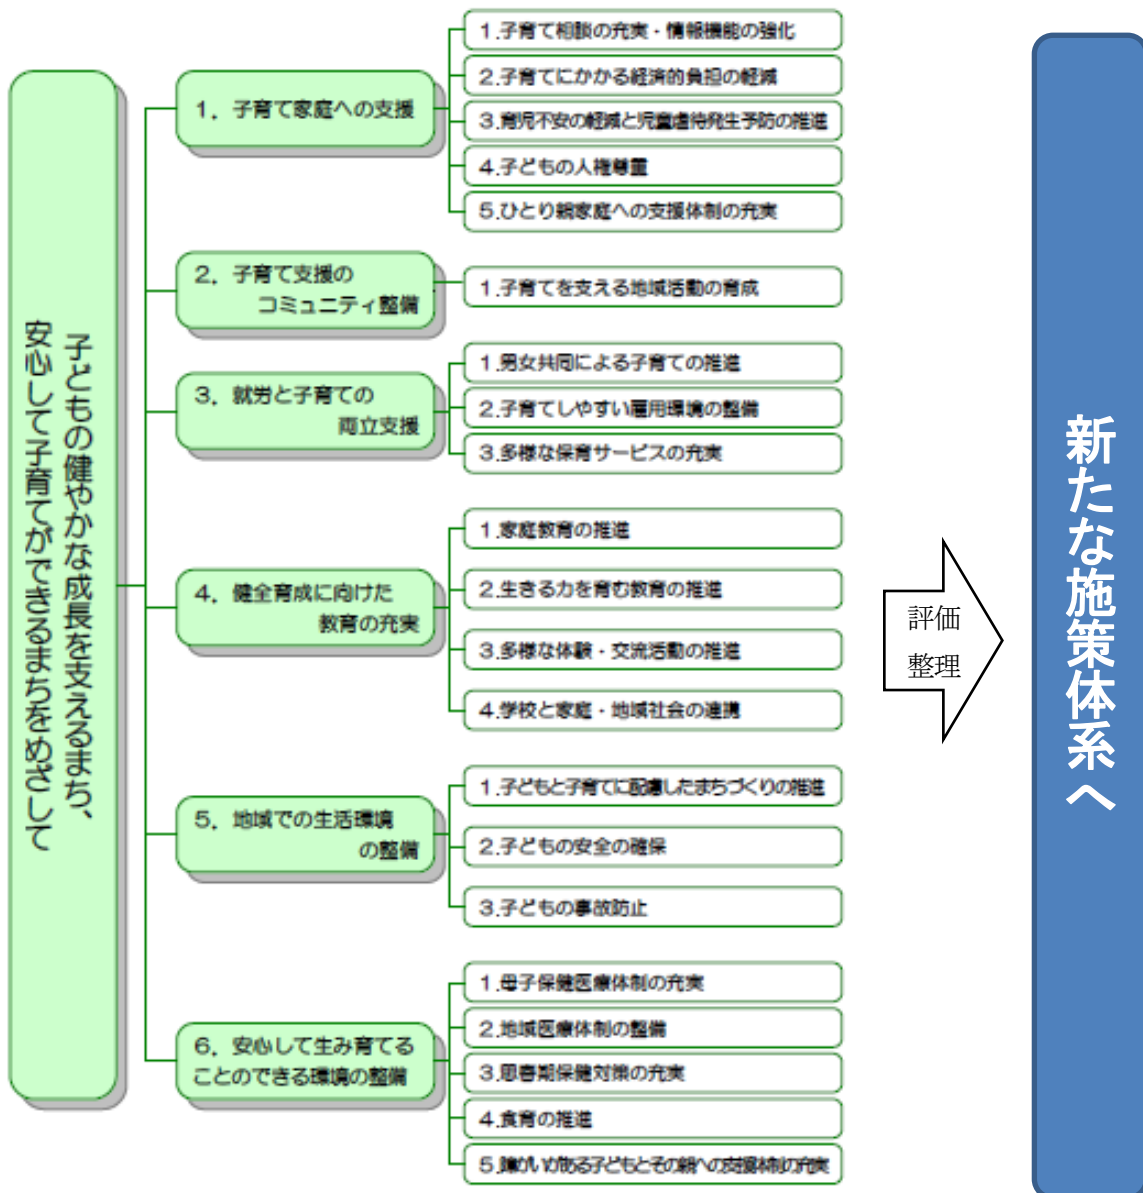 子どもの健やかな成長を支えるまち、
安心して子育てができるまちをめざして
1．子育て家庭への支援
1.子育て相談の充実・情報機能の強化
2.子育てにかかる経済的負担の軽減
3.育児不安の軽減と児童虐待発生予防の推進
4.子どもの人権尊重
5.ひとり親家庭への支援体制の充実
2．子育て支援の
コミュニティ整備
1.子育てを支える地域活動の育成
3．就労と子育ての
両立支援
1.男女共同による子育ての推進
2.子育てしやすい雇用環境の整備
3.多様な保育サービスの充実
4．健全育成に向けた
教育の充実
1.家庭教育の推進
2.生きる力を育む教育の推進
3.多様な体験・交流活動の推進
4.学校と家庭・地域社会の連携
5．地域での生活環境
の整備
1.子どもと子育てに配慮したまちづくりの推進
2.子どもの安全の確保
3.子どもの事故防止
6．安心して生み育てる
ことのできる環境の整備
1.母子保健医療体制の充実
2.地域医療体制の整備
3.思春期保健対策の充実
4.食育の推進
5.障がいがある子どもとその親への支援体制の充実
評価
整理
新たな施策体系へ